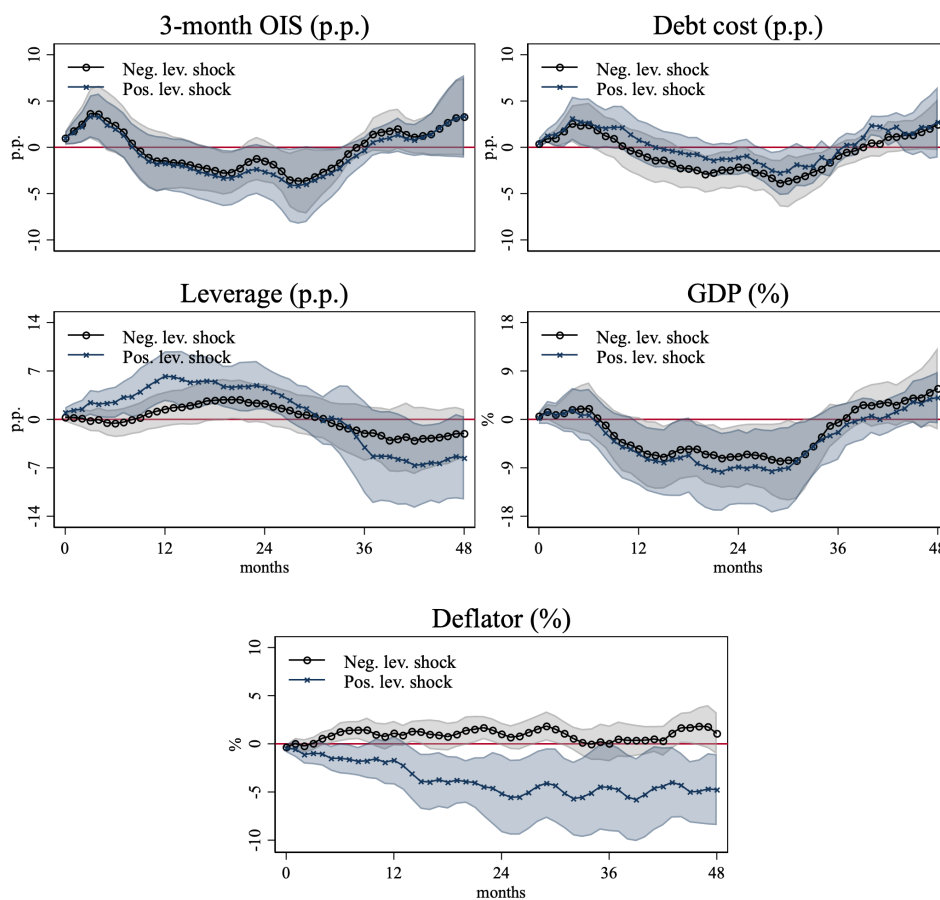 3-month OIS (p.p.)
Debt cost (p.p.)
10
5
0
-5
-10
p.p.
Neg. lev. shock
Pos. lev. shock
10
5
0
-5
-10
p.p.
Neg. lev. shock
Pos. lev. shock
Leverage (p.p.)
GDP (%)
14
7
0
-7
-14
p.p.
Neg. lev. shock
Pos. lev. shock
0 12 24 36 48
months
18
9
0
-9
-18
%
Neg. lev. shock
Pos. lev. shock
0 12 24 36 48
months
Deflator (%)
10
5
0
-5
-10
%
Neg. lev. shock
Pos. lev. shock
0 12 24 36 48
months